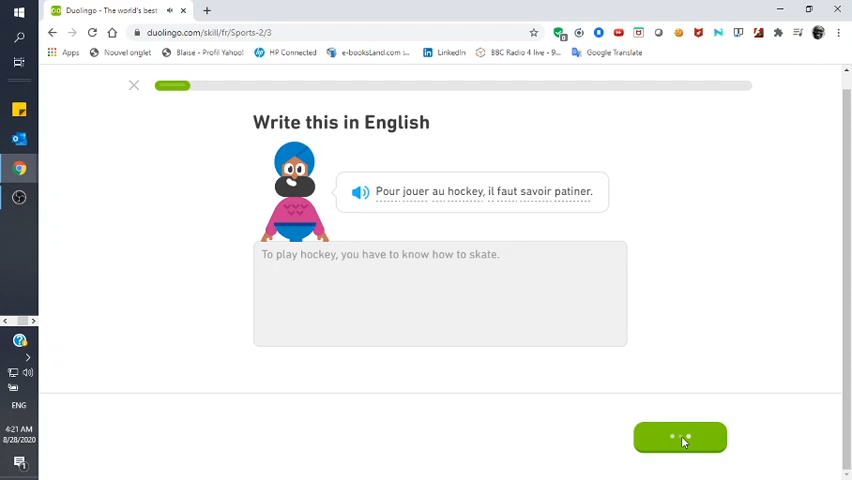 Duolingo - The world's best
duolingo.com/skill/fr/Sports-2/3
Apps
Nouvel onglet
Blaise - Profil Yahoo!
HP Connected
e-booksLand.com :...
LinkedIn
BBC Radio 4 live - 9...
Google Translate
Write this in English
Pour jouer au hockey, il faut savoir patiner.
To play hockey, you have to know how to skate.
ENG
4:21 AM
8/28/2020